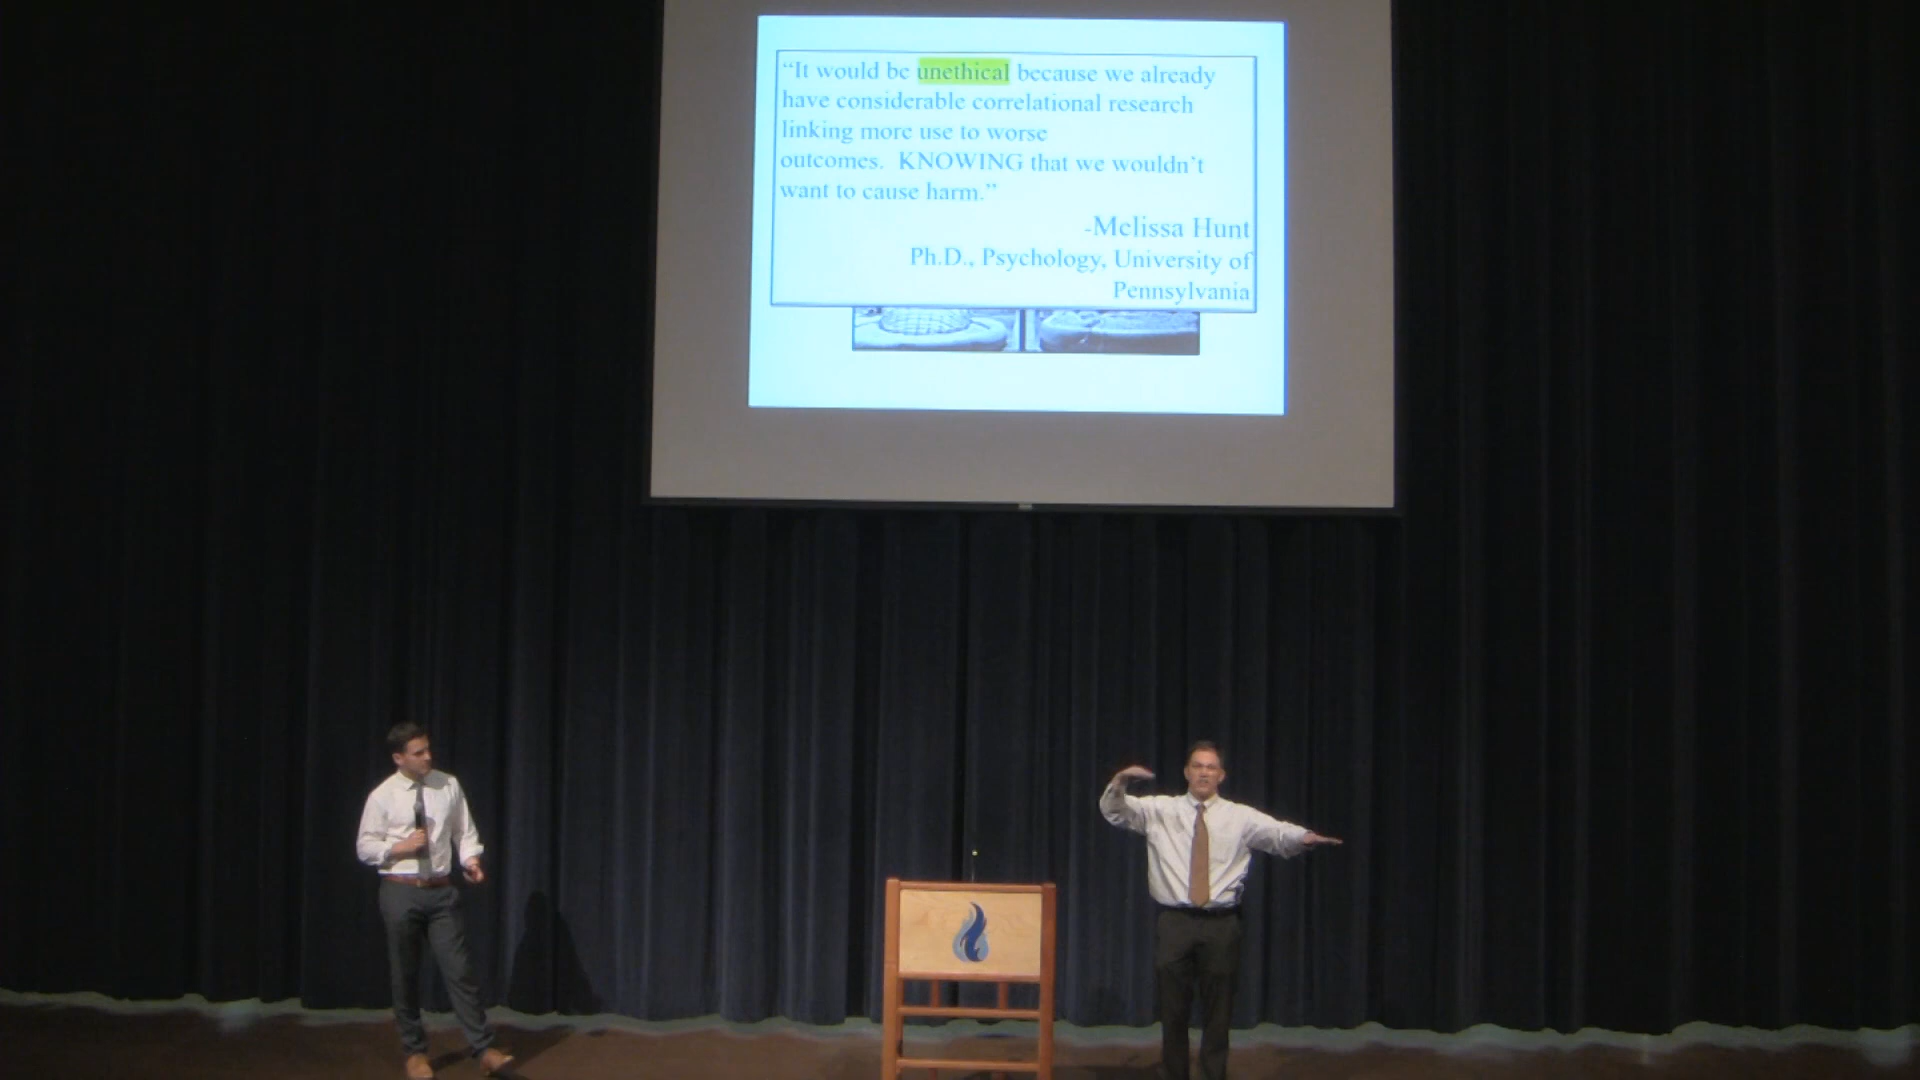 “It would be unethical because we already
have considerable correlational research
linking more use to worse
outcomes.  KNOWING that we wouldn’t
want to cause harm.”
-Melissa Hunt
Ph.D., Psychology, University of
Pennsylvania